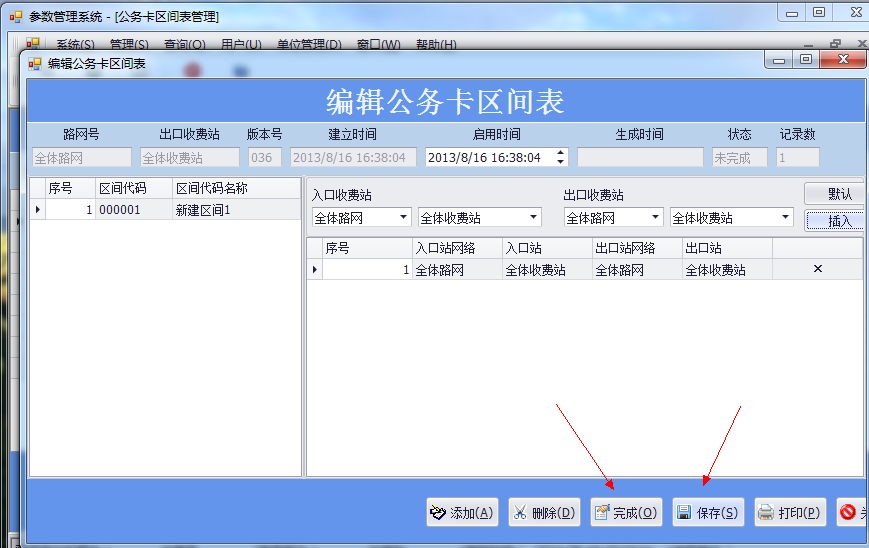 参数管理系统 - [公务卡区间表管理]
系统(S) 管理(S) 查询(Q) 用户(U) 单位管理(D) 窗口(W) 帮助(H)
编辑公务卡区间表
编辑公务卡区间表
路网号 出口收费站 版本号 建立时间 启用时间 生成时间 状态 记录数
全体路网 全体收费站 036 2013/8/16 16:38:04 2013/8/16 16:38:04 未完成 1
序号 区间代码 区间代码名称
1 000001 新建区间1
入口收费站 出口收费站 默认
全体路网 全体收费站 全体路网 全体收费站 插入
序号 入口站网络 入口站 出口站网络 出口站
1 全体路网 全体收费站 全体路网 全体收费站 ×
添加(A) 删除(D) 完成(O) 保存(S) 打印(P)